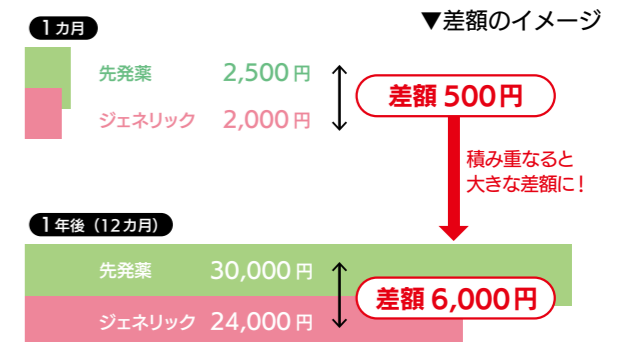 ▼差額のイメージ
1カ月
先発薬 2,500円
ジェネリック 2,000円
差額 500円
積み重なると
大きな差額に！
1年後（12カ月）
先発薬 30,000円
ジェネリック 24,000円
差額 6,000円